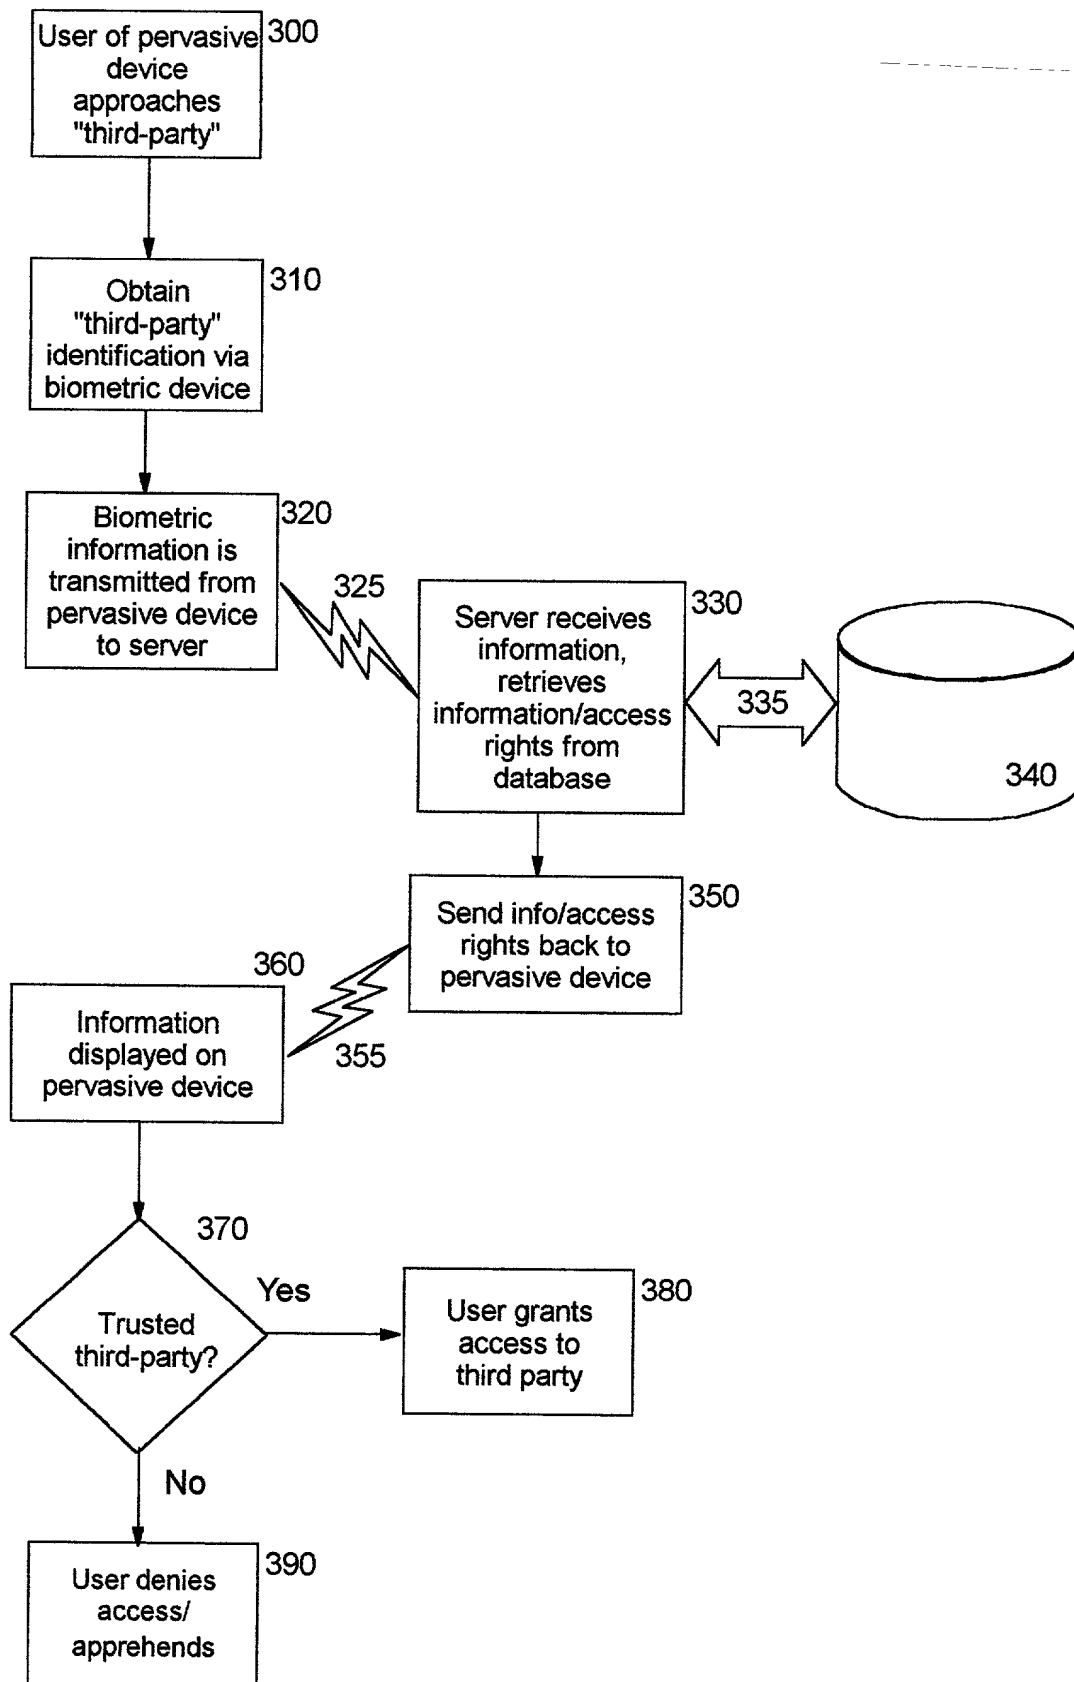 User of pervasive
device
approaches
"third-party"
300
Obtain
"third-party"
identification via
biometric device
310
Biometric
information is
transmitted from
pervasive device
to server
320
325
Server receives
information,
retrieves
information/access
rights from
database
330
335
340
Send info/access
rights back to
pervasive device
350
355
360
Information
displayed on
pervasive device
370
Trusted
third-party?
Yes
User grants
access to
third party
380
No
User denies
access/
apprehends
390